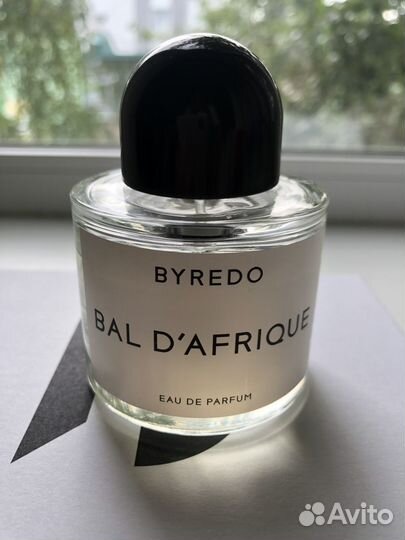 BYREDO
BAL D'AFRIQUE
EAU DE PARFUM
Avito